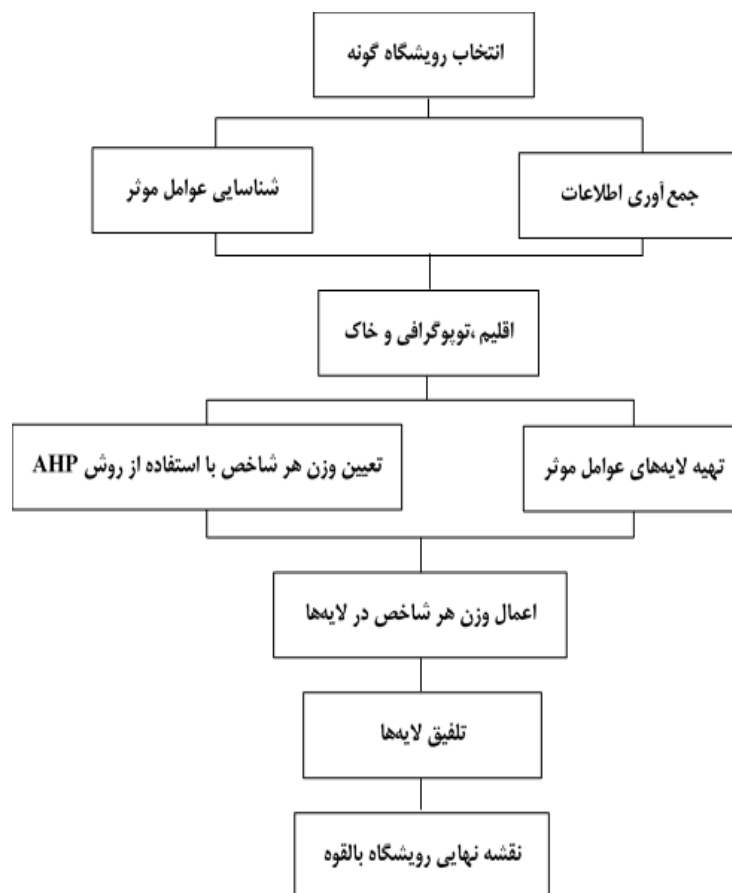 انتخاب رویشگاه گونه
جمع‌آوری اطلاعات
شناسایی عوامل موثر
اقلیم ،توپوگرافی و خاک
تهیه لایه‌های عوامل موثر
تعیین وزن هر شاخص با استفاده از روش AHP
اعمال وزن هر شاخص در لایه‌ها
تلفیق لایه‌ها
نقشه نهایی رویشگاه بالقوه